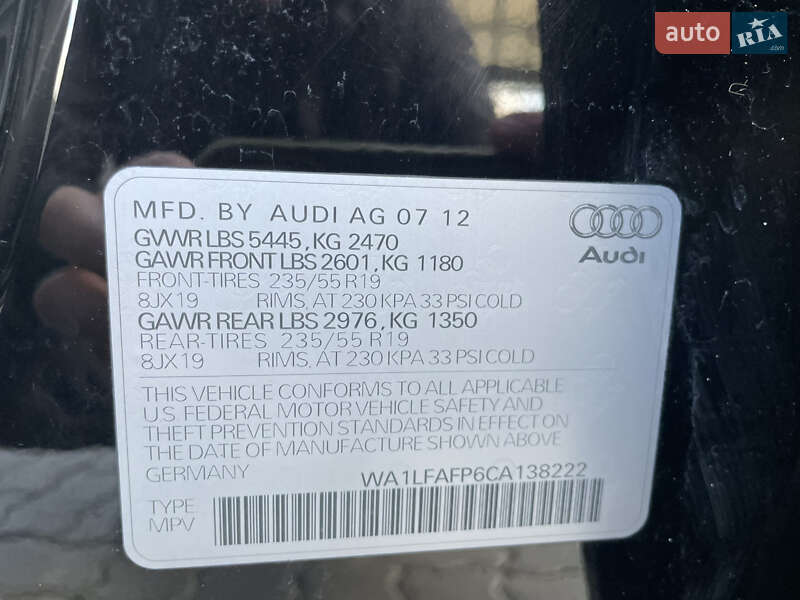 auto RIA .com
MFD. BY AUDI AG 07 12
GVWR LBS 5445, KG 2470
GAWR FRONT LBS 2601, KG 1180
FRONT-TIRES 235/55 R19
8JX19 RIMS, AT 230 KPA 33 PSI COLD
GAWR REAR LBS 2976, KG 1350
REAR-TIRES 235/55 R19
8JX19 RIMS, AT 230 KPA 33 PSI COLD
Audi
THIS VEHICLE CONFORMS TO ALL APPLICABLE
U.S. FEDERAL MOTOR VEHICLE SAFETY AND
THEFT PREVENTION STANDARDS IN EFFECT ON
THE DATE OF MANUFACTURE SHOWN ABOVE
GERMANY WA1LFAFP6CA138222
TYPE
MPV